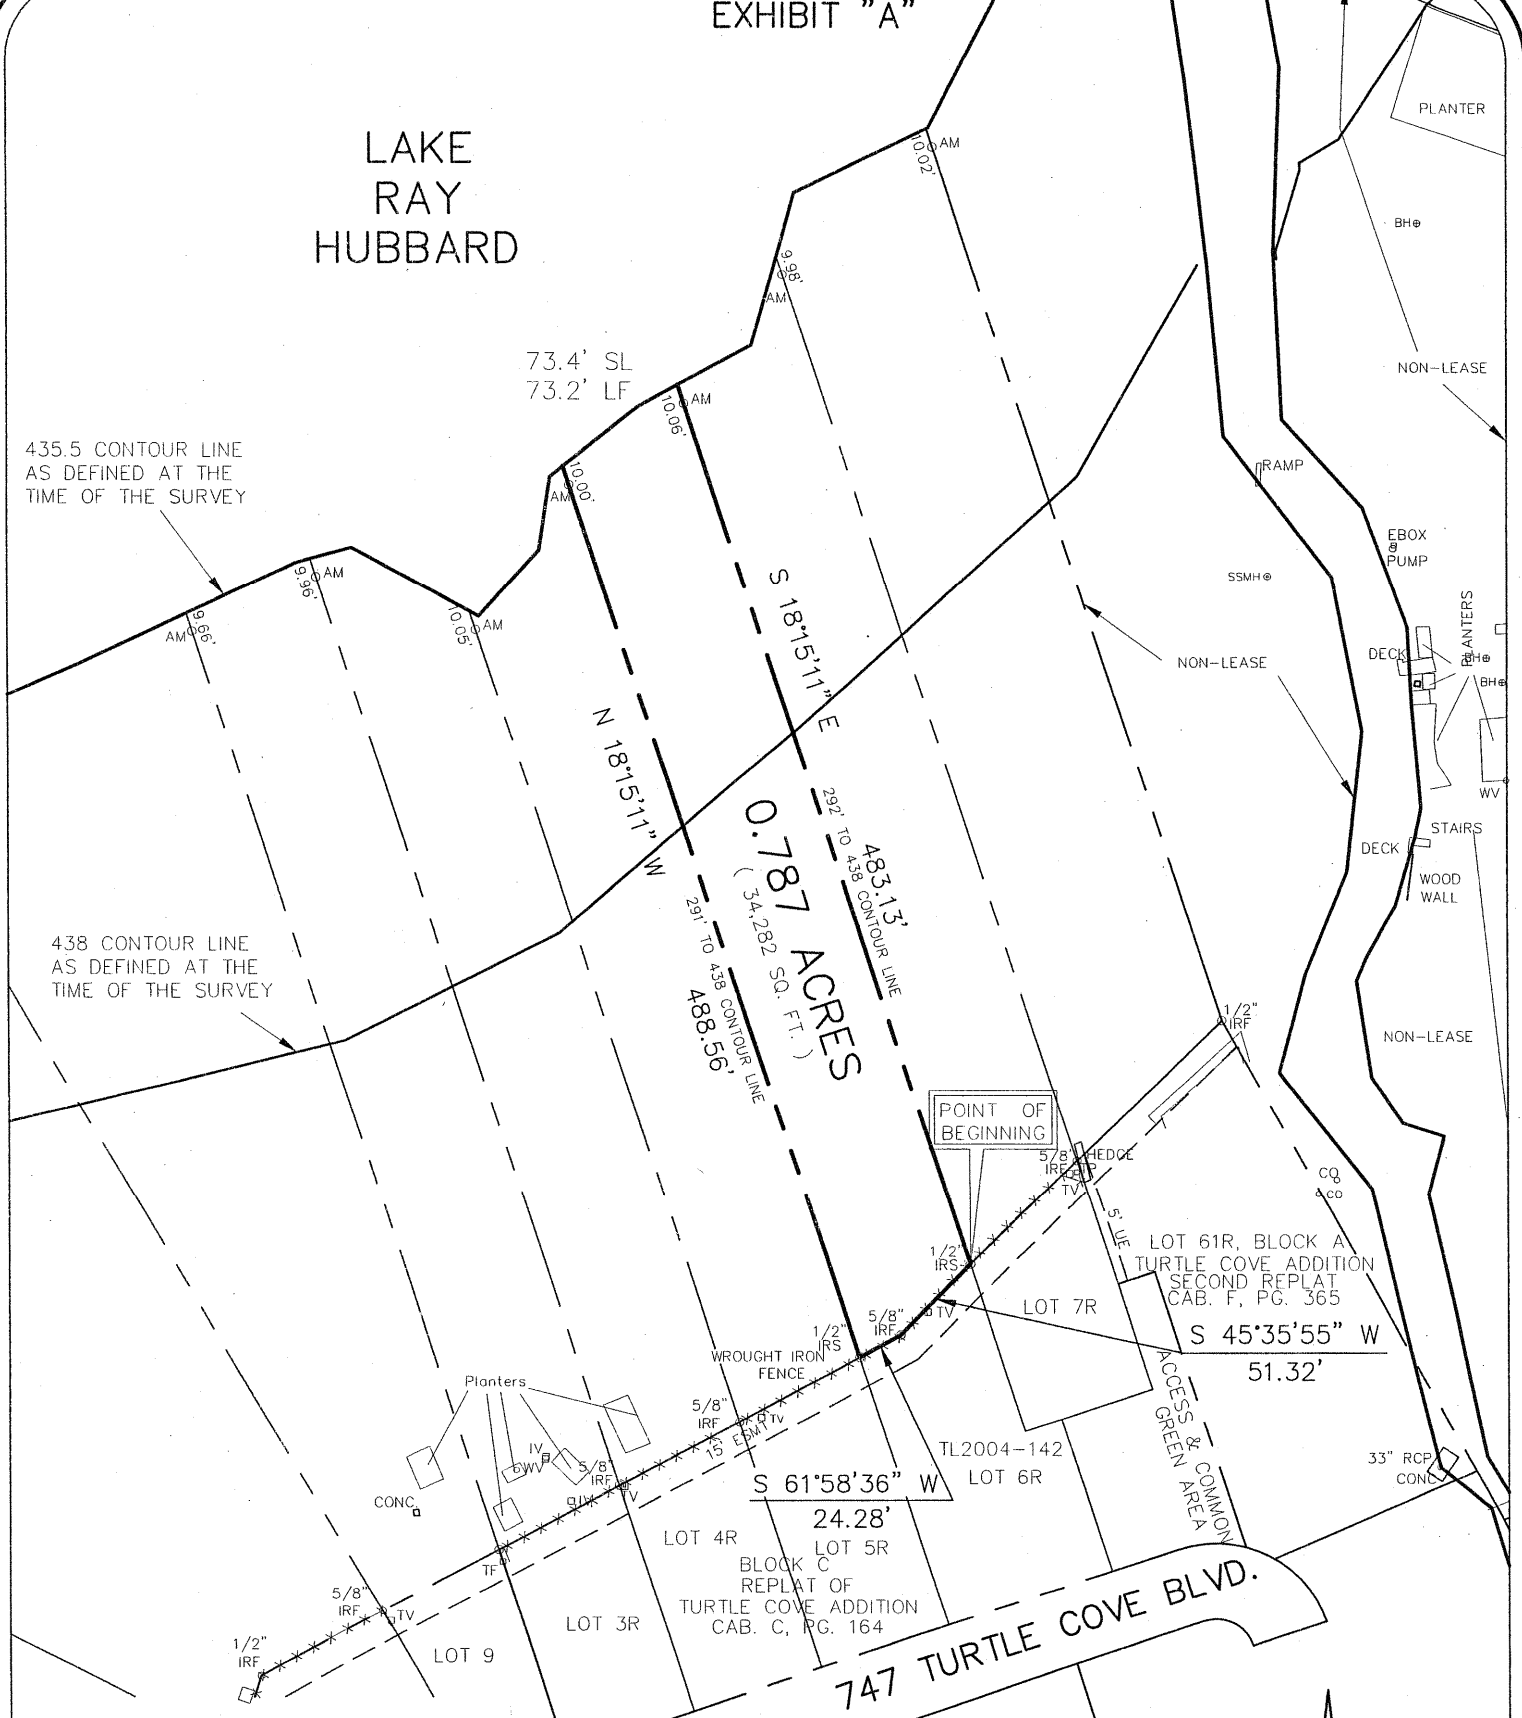 EXHIBIT "A"
LAKE
RAY
HUBBARD
PLANTER
10.02'
AM
BH
9.98'
AM
NON-LEASE
73.4' SL
73.2' LF
10.06'
AM
435.5 CONTOUR LINE
AS DEFINED AT THE
TIME OF THE SURVEY
10.00'
AM
RAMP
EBOX
PUMP
SSMH
9.96'
AM
9.66'
AM
10.05'
AM
S 18°15'11" E
PLANTERS
DECK
BH
BH
NON-LEASE
N 18°15'11" W
WV
STAIRS
DECK
WOOD
WALL
483.13'
292' TO 438 CONTOUR LINE
0.787 ACRES
( 34,282 SQ. FT. )
291' TO 438 CONTOUR LINE
488.56'
438 CONTOUR LINE
AS DEFINED AT THE
TIME OF THE SURVEY
1/2"
IRF
NON-LEASE
POINT OF
BEGINNING
5/8"
IRF
TP
HEDGE
TV
CO
CO
5' UE
LOT 61R, BLOCK A
TURTLE COVE ADDITION
SECOND REPLAT
CAB. F, PG. 365
1/2"
IRS
LOT 7R
S 45°35'55" W
51.32'
5/8"
IRF
TV
1/2"
IRS
WROUGHT IRON
FENCE
ACCESS & COMMON
GREEN AREA
Planters
5/8"
IRF
TV
15' ESMT
IV
6WV
5/8"
IRF
TV
IV
CONC
TL2004-142
LOT 6R
33" RCP
CONC
S 61°58'36" W
24.28'
LOT 4R
LOT 5R
BLOCK C
REPLAT OF
TURTLE COVE ADDITION
CAB. C, PG. 164
TF
5/8"
IRF
TV
LOT 3R
747 TURTLE COVE BLVD.
1/2"
IRF
LOT 9